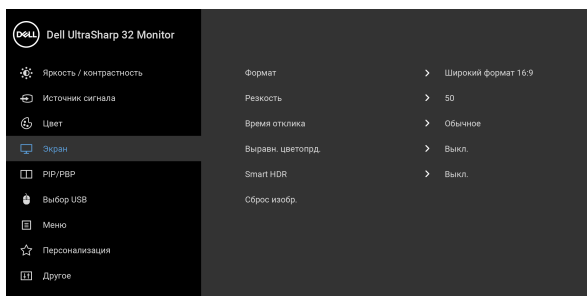 DELL Dell UltraSharp 32 Monitor
Яркость / контрастность
Формат Широкий формат 16:9
Источник сигнала
Резкость 50
Цвет
Время отклика Обычное
Экран
Выравн. цветопрд. Выкл.
PIP/PBP
Smart HDR Выкл.
Выбор USB
Сброс изобр.
Меню
Персонализация
Другое